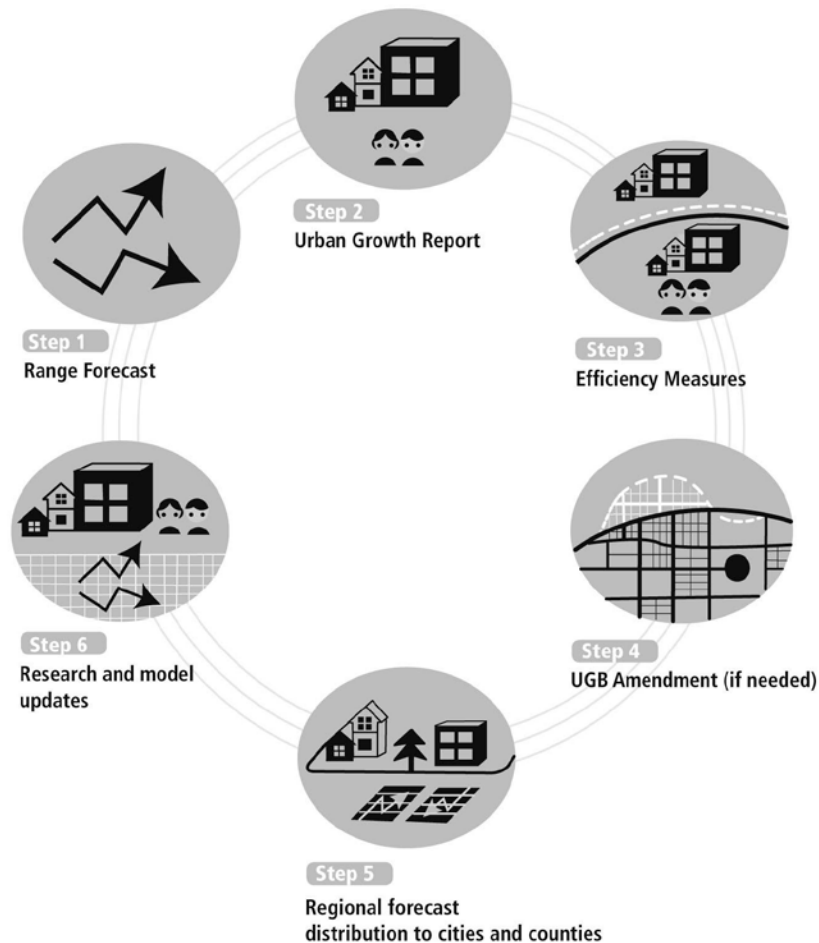 Step 1
Range Forecast
Step 2
Urban Growth Report
Step 3
Efficiency Measures
Step 4
UGB Amendment (if needed)
Step 5
Regional forecast
distribution to cities and counties
Step 6
Research and model
updates